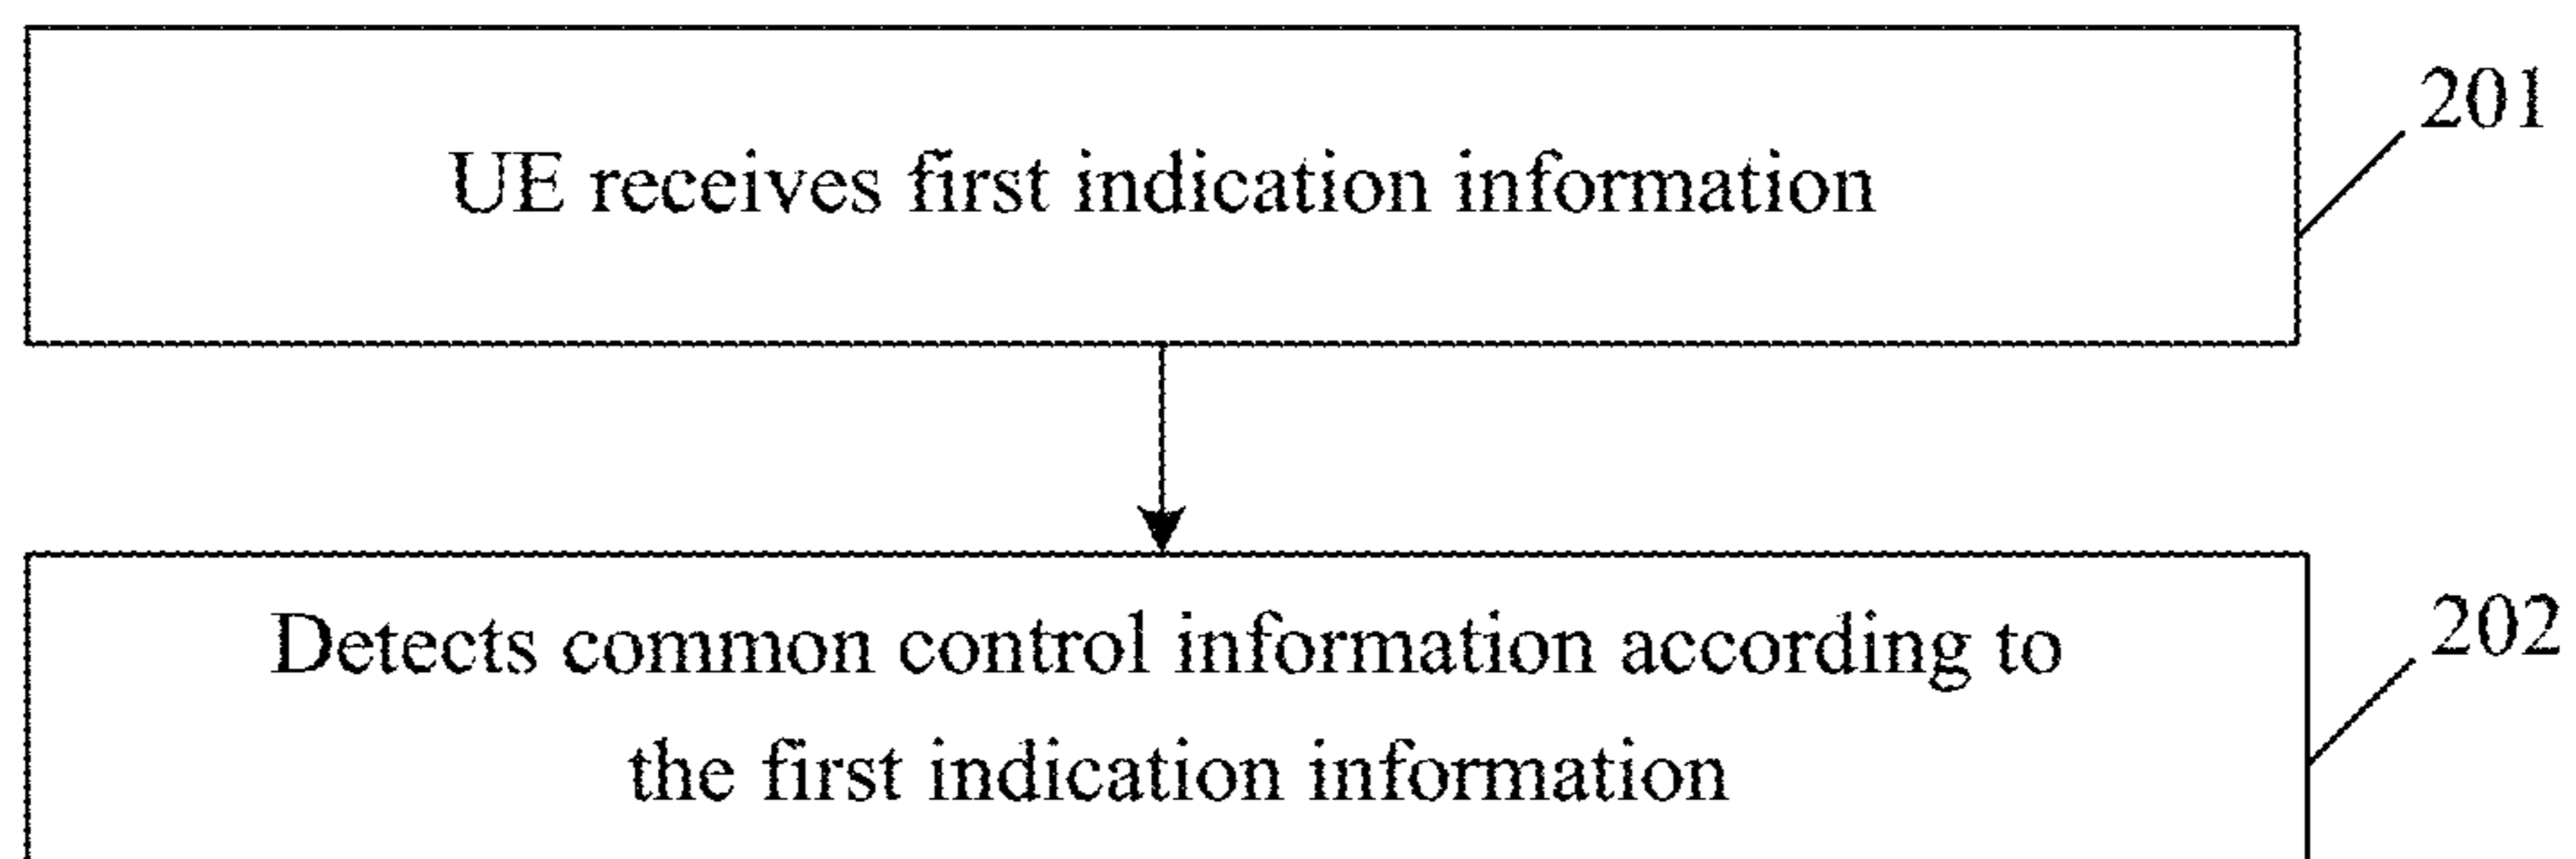 201
UE receives first indication information
202
Detects common control information according to
the first indication information